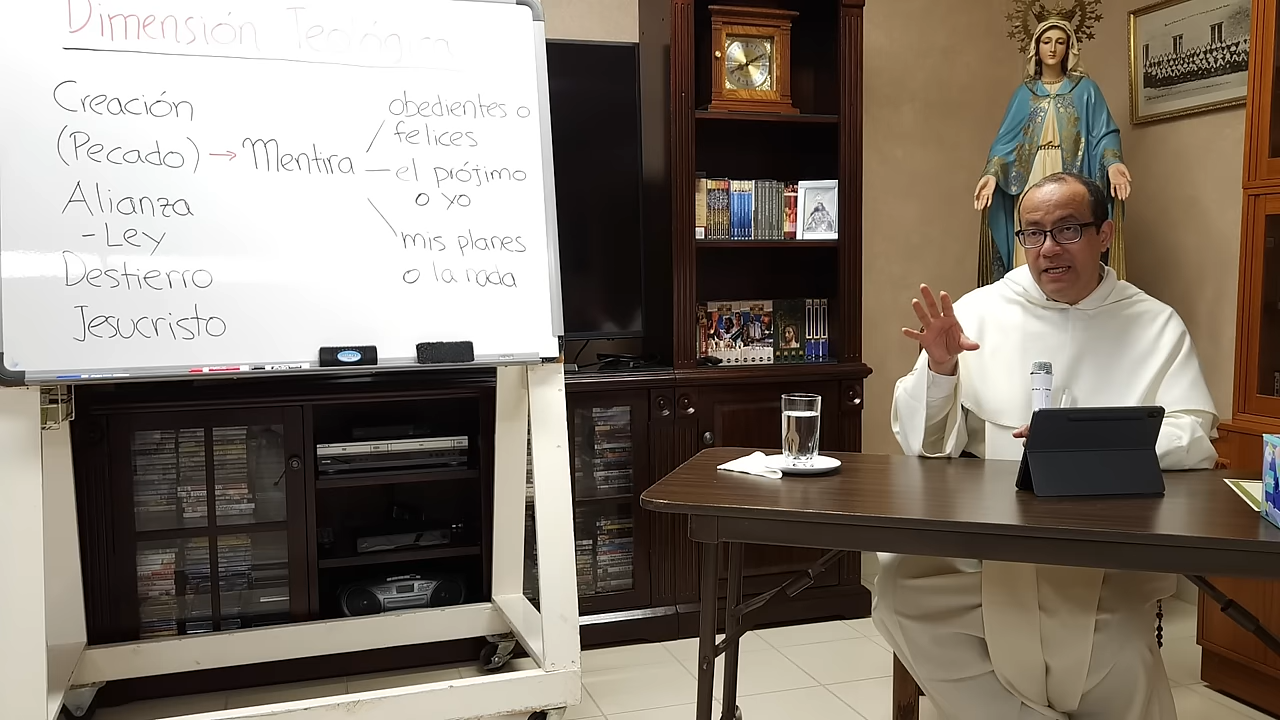 Dimensión Teológica
Creación
(Pecado) → Mentira
Alianza
- Ley
Destierro
Jesucristo
obedientes o
felices
el prójimo
o yo
mis planes
o la nada